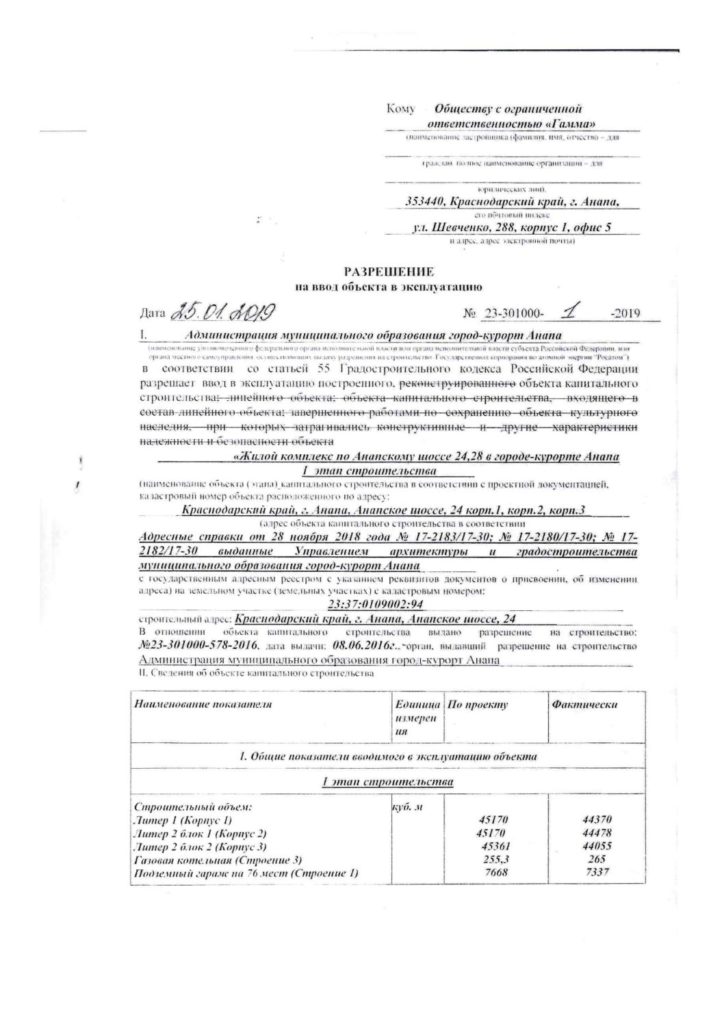 Кому Обществу с ограниченной
ответственностью «Гамма»
(наименование застройщика (фамилия, имя, отчество – для
граждан, полное наименование организации – для
юридических лиц),
353440, Краснодарский край, г. Анапа,
его почтовый индекс
ул. Шевченко, 288, корпус 1, офис 5
и адрес, адрес электронной почты)
РАЗРЕШЕНИЕ
на ввод объекта в эксплуатацию
Дата 25.01.2019 № 23-301000- 1 -2019
I. Администрация муниципального образования город-курорт Анапа
(наименование уполномоченного федерального органа исполнительной власти или органа исполнительной власти субъекта Российской Федерации, или
органа местного самоуправления, осуществляющих выдачу разрешения на строительство, Государственная корпорация по атомной энергии "Росатом")
в соответствии со статьей 55 Градостроительного кодекса Российской Федерации
разрешает ввод в эксплуатацию построенного, реконструированного объекта капитального
строительства; линейного объекта; объекта капитального строительства, входящего в
состав линейного объекта; завершенного работами по сохранению объекта культурного
наследия, при которых затрагивались конструктивные и другие характеристики
надежности и безопасности объекта
«Жилой комплекс по Анапскому шоссе 24,28 в городе-курорте Анапа
1 этап строительства
(наименование объекта (этапа) капитального строительства в соответствии с проектной документацией,
кадастровый номер объекта расположенного по адресу:
Краснодарский край, г. Анапа, Анапское шоссе, 24 корп.1, корп.2, корп.3
(адрес объекта капитального строительства в соответствии
Адресные справки от 28 ноября 2018 года № 17-2183/17-30; № 17-2180/17-30; № 17-
2182/17-30 выданные Управлением архитектуры и градостроительства
муниципального образования город-курорт Анапа
с государственным адресным реестром с указанием реквизитов документов о присвоении, об изменении
адреса) на земельном участке (земельных участках) с кадастровым номером:
23:37:0109002:94
строительный адрес: Краснодарский край, г. Анапа, Анапское шоссе, 24
В отношении объекта капитального строительства выдано разрешение на строительство:
№23-301000-578-2016, дата выдачи: 08.06.2016г., орган, выдавший разрешение на строительство
Администрация муниципального образования город-курорт Анапа
II. Сведения об объекте капитального строительства
Наименование показателя Единица По проекту Фактически
измерен
ия
1. Общие показатели вводимого в эксплуатацию объекта
1 этап строительства
Строительный объем: куб. м
Литер 1 (Корпус 1) 45170 44370
Литер 2 блок 1 (Корпус 2) 45170 44478
Литер 2 блок 2 (Корпус 3) 45361 44055
Газовая котельная (Строение 3) 255,3 265
Подземный гараж на 76 мест (Строение 1) 7668 7337